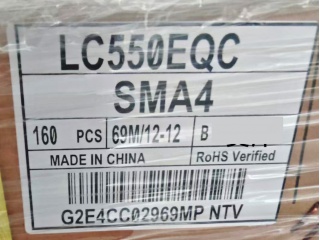 LC550EQC
SMA4
160 PCS 69M/12-12 B
MADE IN CHINA RoHS Verified
G2E4CC02969MP NTV